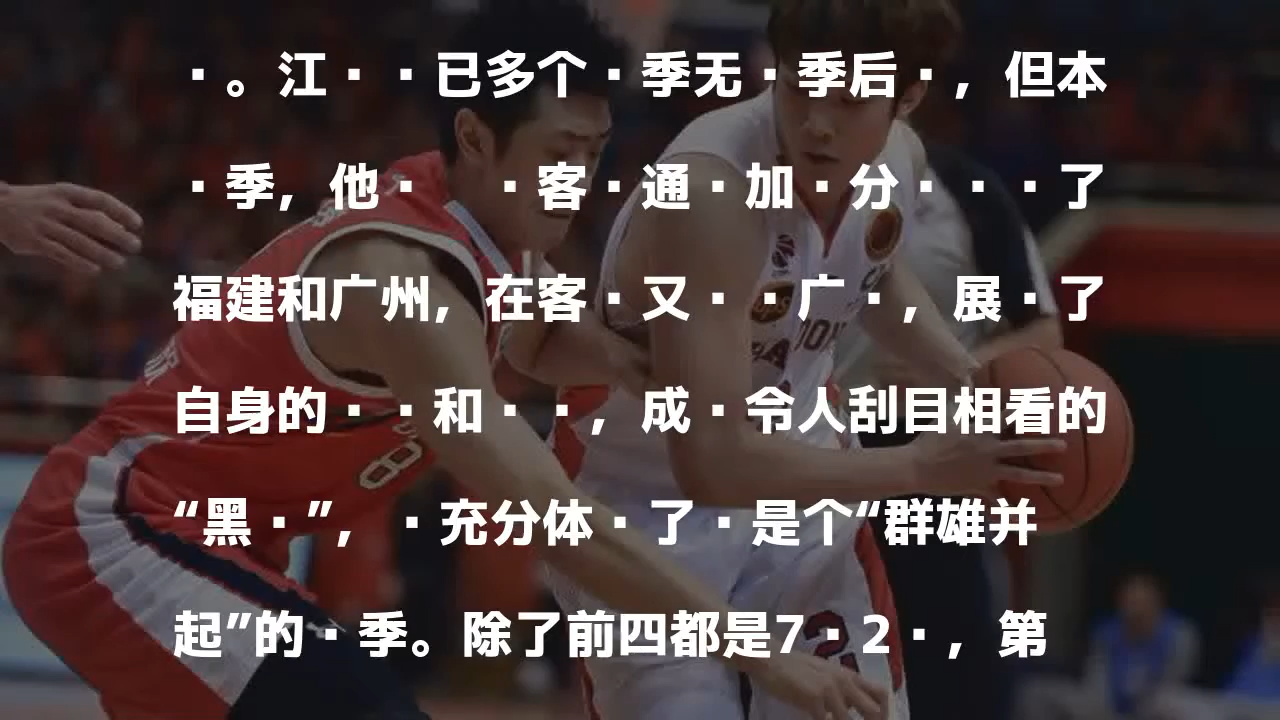 ·。江··已多个·季无·季后·，但本
·季，他· ·客·通·加·分···了
福建和广州，在客·又··广·，展·了
自身的··和··，成·令人刮目相看的
“黑·”，·充分体·了·是个“群雄并
起”的·季。除了前四都是7·2·，第
8
2